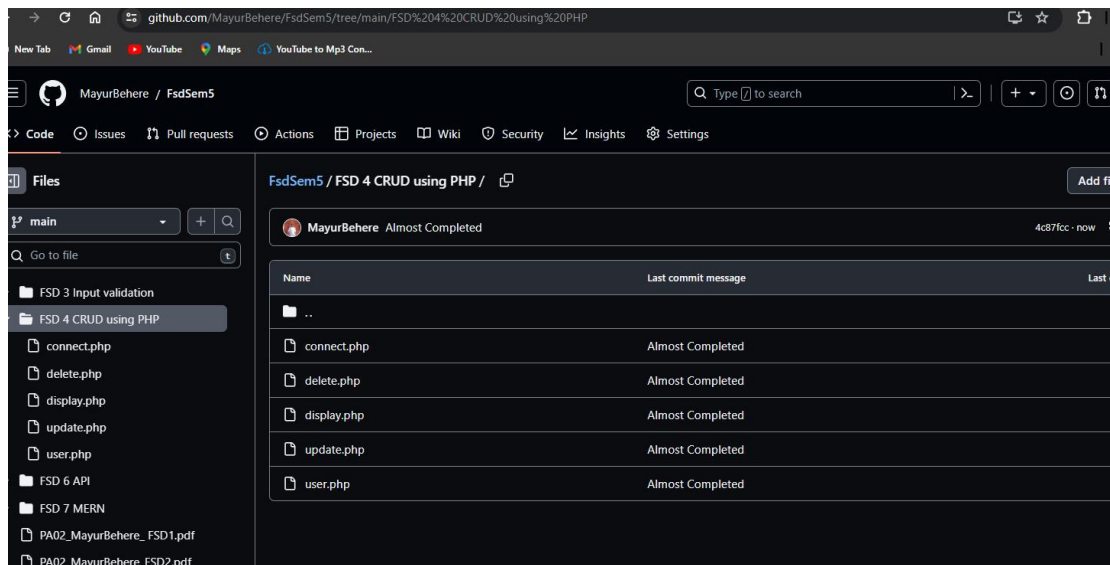 github.com/MayurBehere/FsdSem5/tree/main/FSD%204%20CRUD%20using%20PHP
New Tab Gmail YouTube Maps YouTube to Mp3 Con...
MayurBehere / FsdSem5 Type / to search
Code Issues Pull requests Actions Projects Wiki Security Insights Settings
Files
main
Go to file t
FSD 3 Input validation
FSD 4 CRUD using PHP
connect.php
delete.php
display.php
update.php
user.php
FSD 6 API
FSD 7 MERN
PA02_MayurBehere_ FSD1.pdf
PA02_MayurBehere_FSD2.pdf
FsdSem5 / FSD 4 CRUD using PHP / Add fi
MayurBehere Almost Completed 4c87fcc · now
Name Last commit message Last
..
connect.php Almost Completed
delete.php Almost Completed
display.php Almost Completed
update.php Almost Completed
user.php Almost Completed